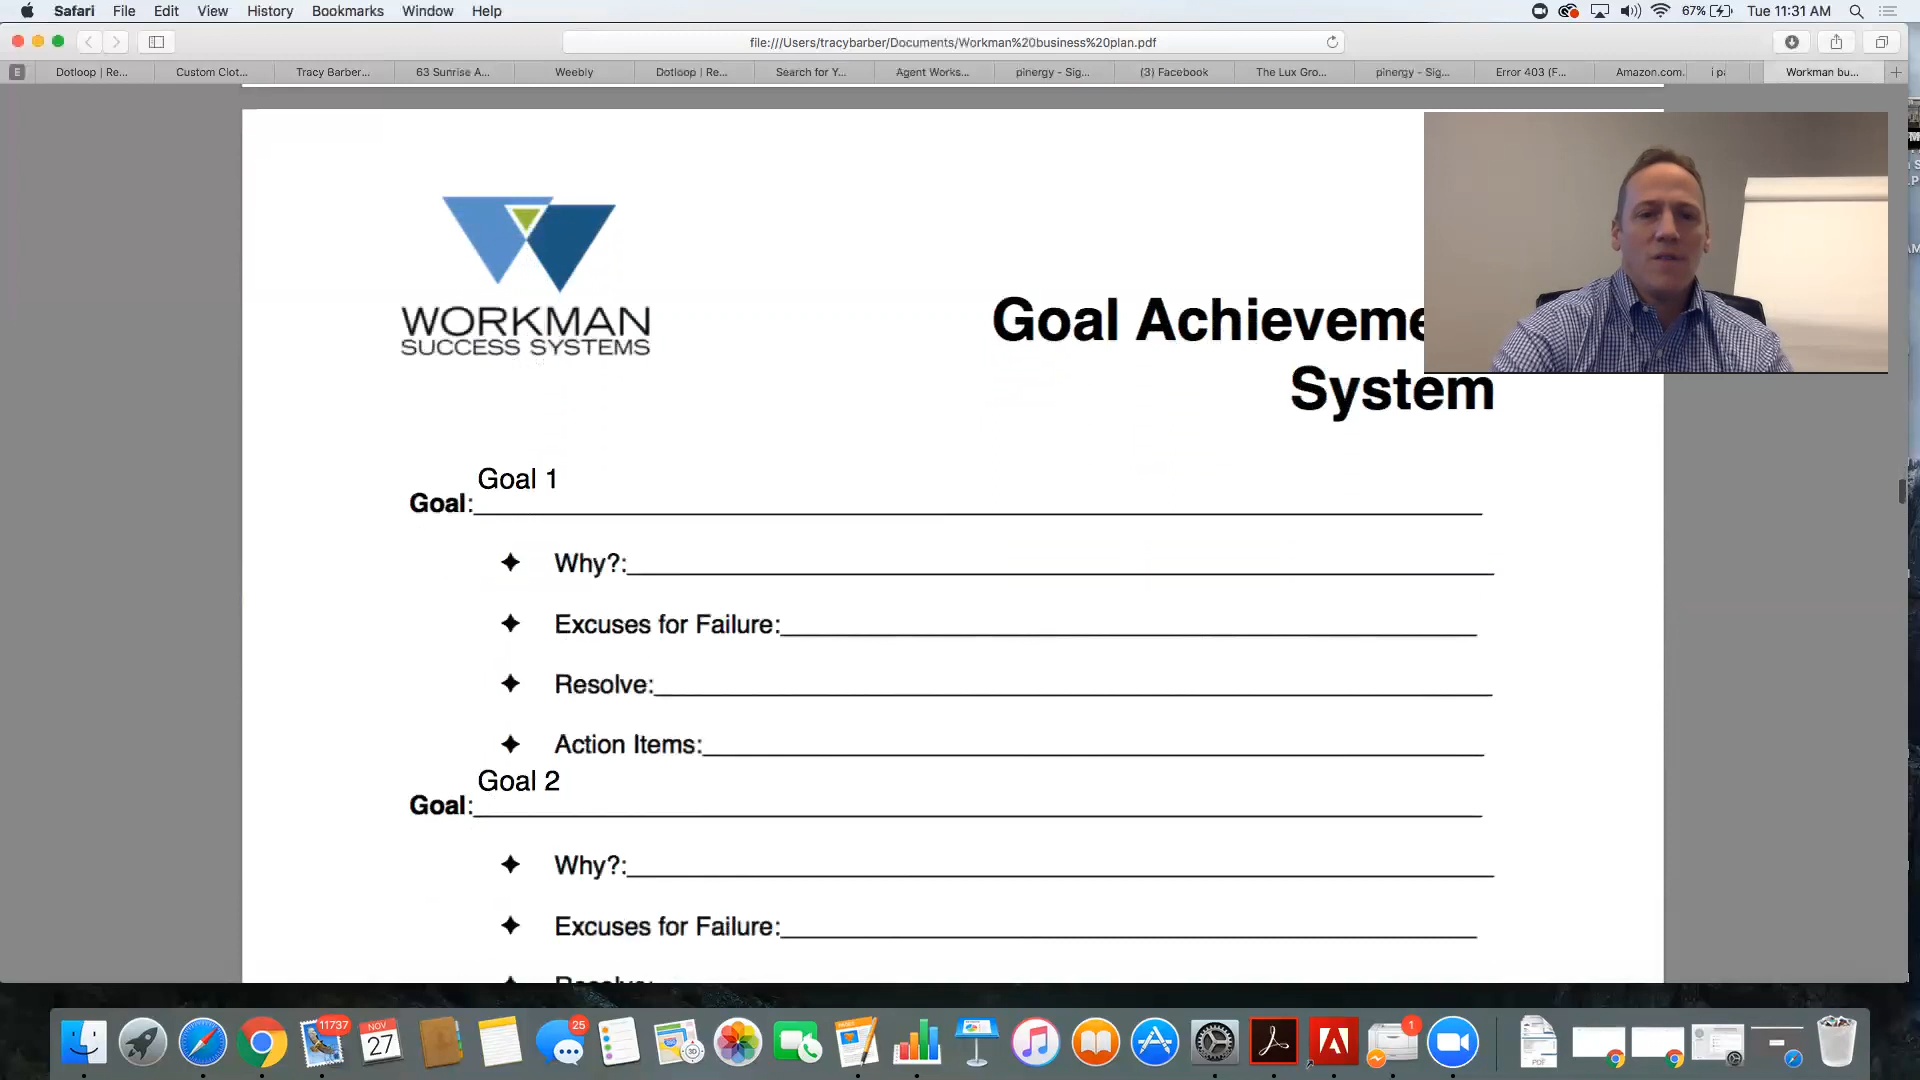 Safari File Edit View History Bookmarks Window Help 67% Tue 11:31 AM
file:///Users/tracybarber/Documents/Workman%20business%20plan.pdf
E Dotloop | Re... Custom Clot... Tracy Barber... 63 Sunrise A... Weebly Dotloop | Re... Search for Y... Agent Works... pinergy - Sig... (3) Facebook The Lux Gro... pinergy - Sig... Error 403 (F... Amazon.com. Workman bu...
WORKMAN
SUCCESS SYSTEMS
Goal Achieveme
System
Goal 1
Goal:
✦ Why?:
✦ Excuses for Failure:
✦ Resolve:
✦ Action Items:
Goal 2
Goal:
✦ Why?:
✦ Excuses for Failure:
Resolve:
11737
NOV
27
25
1
PDF